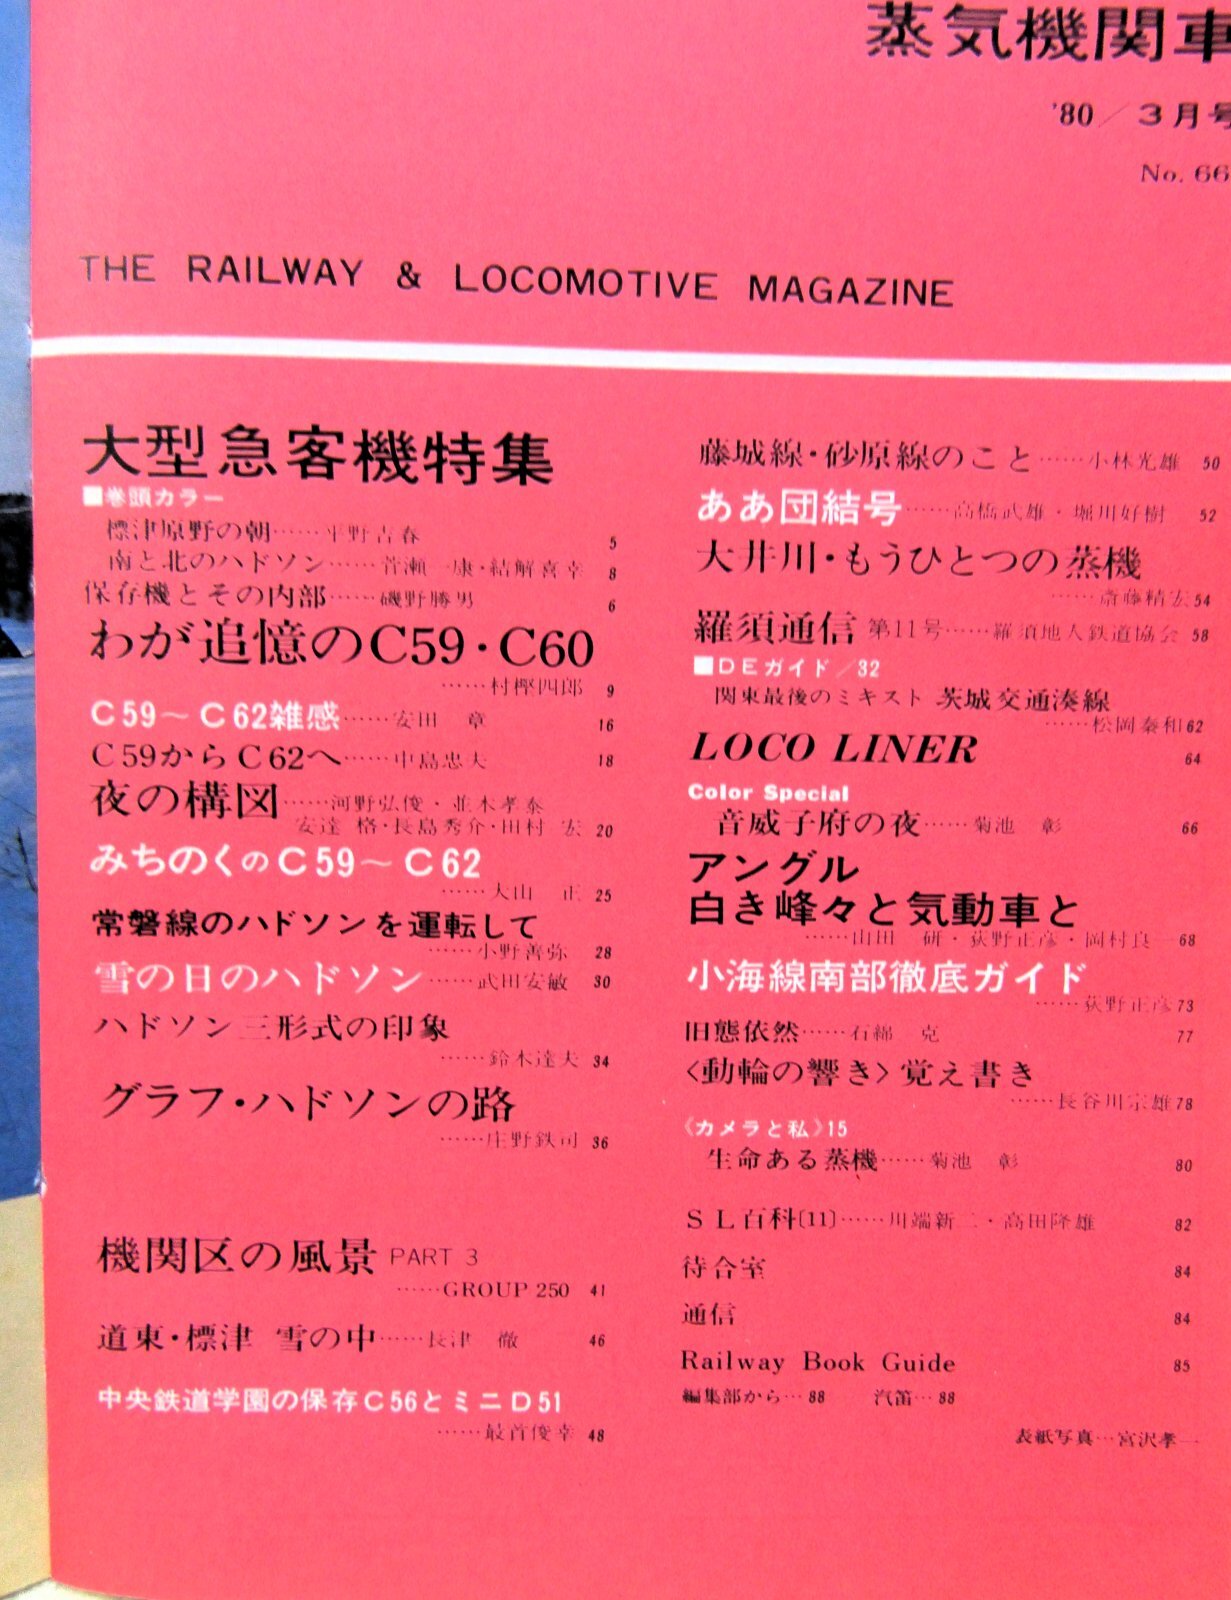 蒸気機関車
'80／3月号
No. 66
THE RAILWAY & LOCOMOTIVE MAGAZINE
大型急客機特集
■巻頭カラー
標津原野の朝……平野吉春 5
南と北のハドソン……菅瀬 康・結解喜幸 8
保存機とその内部……磯野勝男 6
わが追憶のC59・C60
……村樫四郎 9
C59〜C62雑感……安田 章 16
C59からC62へ……中島忠夫 18
夜の構図……河野弘俊・並木孝泰
安達 格・長島秀介・田村 宏 20
みちのくのC59〜C62
……大山 正 25
常磐線のハドソンを運転して
……小野善弥 28
雪の日のハドソン……武田安敏 30
ハドソン三形式の印象
……鈴木達夫 34
グラフ・ハドソンの路
……庄野鉄司 36
機関区の風景 PART 3
……GROUP 250 41
道東・標津 雪の中……長津 徹 46
中央鉄道学園の保存C56とミニD51
……最首俊幸 48
藤城線・砂原線のこと……小林光雄 50
ああ団結号……高橋武雄・堀川好樹 52
大井川・もうひとつの蒸機
……斎藤精宏 54
羅須通信 第11号……羅須地人鉄道協会 58
■DEガイド／32
関東最後のミキスト 茨城交通湊線
……松岡秦和 62
LOCO LINER 64
Color Special
音威子府の夜……菊池 彰 66
アングル
白き峰々と気動車と
……山田 研・荻野正彦・岡村良一 68
小海線南部徹底ガイド
……荻野正彦 73
旧態依然……石綿 克 77
〈動輪の響き〉覚え書き
……長谷川宗雄 78
《カメラと私》15
生命ある蒸機……菊池 彰 80
SL百科〔11〕……川端新二・高田隆雄 82
待合室 84
通信 84
Railway Book Guide 85
編集部から…88 汽笛…88
表紙写真…宮沢孝一